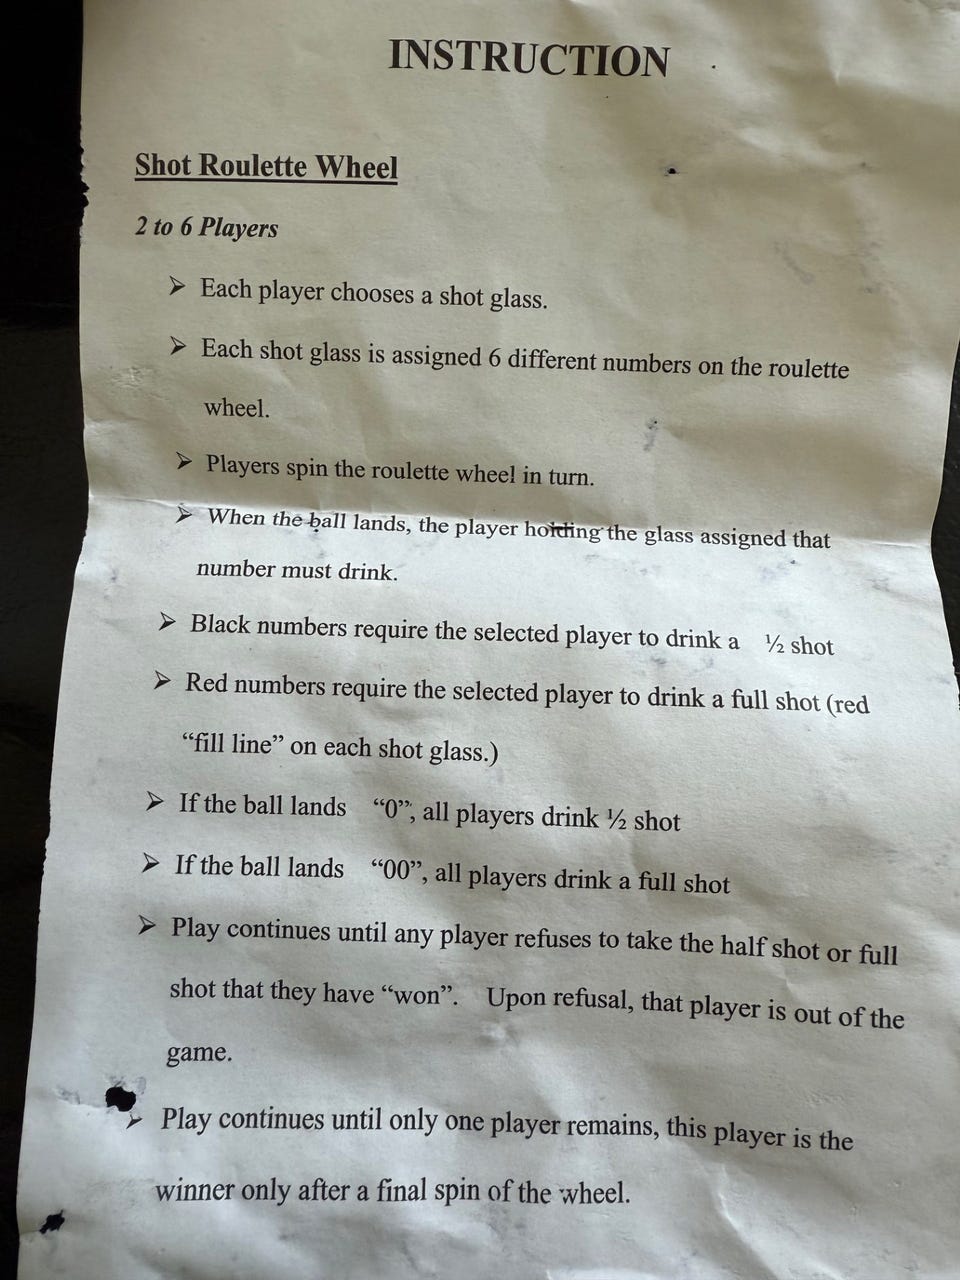 INSTRUCTION
Shot Roulette Wheel
2 to 6 Players
➢ Each player chooses a shot glass.
➢ Each shot glass is assigned 6 different numbers on the roulette
wheel.
➢ Players spin the roulette wheel in turn.
➢ When the ball lands, the player holding the glass assigned that
number must drink.
➢ Black numbers require the selected player to drink a ½ shot
➢ Red numbers require the selected player to drink a full shot (red
“fill line” on each shot glass.)
➢ If the ball lands “0”, all players drink ½ shot
➢ If the ball lands “00”, all players drink a full shot
➢ Play continues until any player refuses to take the half shot or full
shot that they have “won”. Upon refusal, that player is out of the
game.
➢ Play continues until only one player remains, this player is the
winner only after a final spin of the wheel.